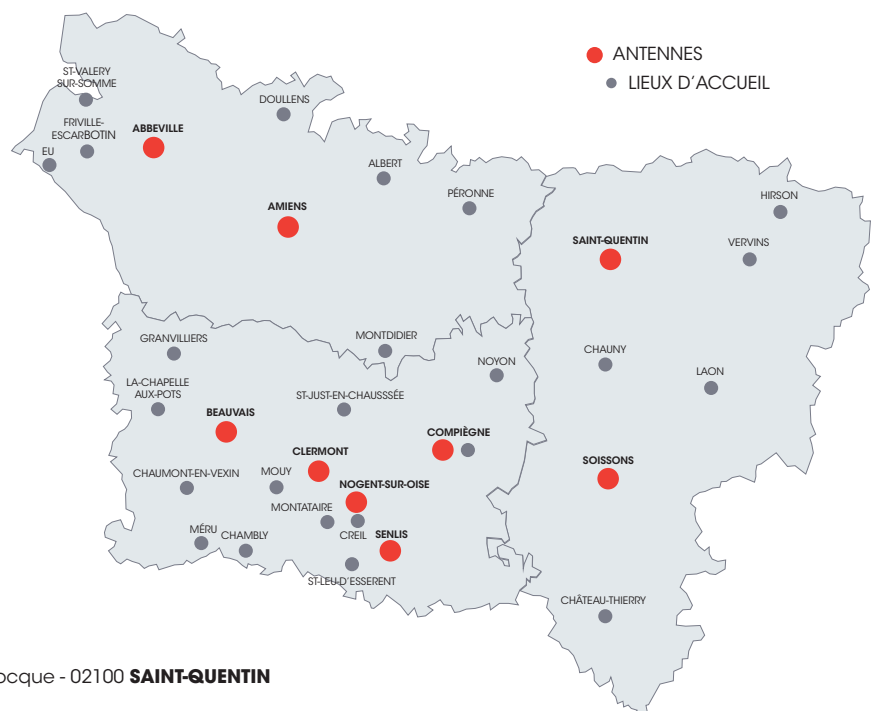 ANTENNES
LIEUX D'ACCUEIL
ST-VALERY
SUR-SOMME
DOULLENS
FRIVILLE-
ESCARBOTIN
ABBEVILLE
EU
ALBERT
PÉRONNE
HIRSON
AMIENS
SAINT-QUENTIN
VERVINS
GRANVILLIERS
MONTDIDIER
NOYON
CHAUNY
LAON
LA-CHAPELLE
AUX-POTS
ST-JUST-EN-CHAUSSSÉE
BEAUVAIS
COMPIÈGNE
CLERMONT
SOISSONS
CHAUMONT-EN-VEXIN
MOUY
NOGENT-SUR-OISE
MONTATAIRE
MÉRU
CHAMBLY
CREIL
SENLIS
ST-LEU-D'ESSERENT
CHÂTEAU-THIERRY
ocque - 02100 SAINT-QUENTIN